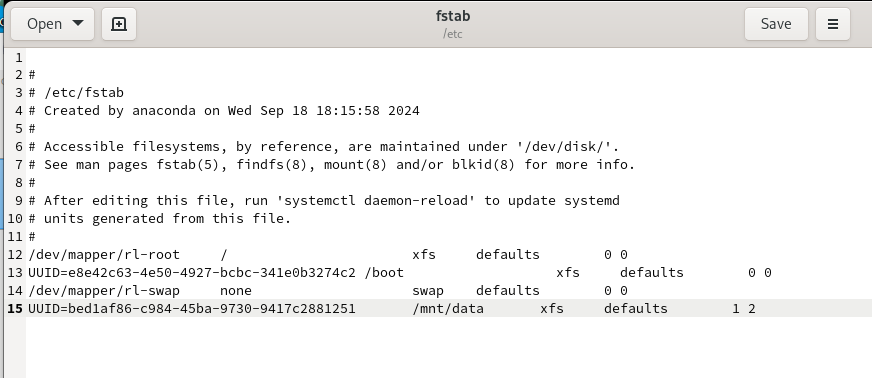 Open
fstab
/etc
Save
1
2 #
3 # /etc/fstab
4 # Created by anaconda on Wed Sep 18 18:15:58 2024
5 #
6 # Accessible filesystems, by reference, are maintained under '/dev/disk/'.
7 # See man pages fstab(5), findfs(8), mount(8) and/or blkid(8) for more info.
8 #
9 # After editing this file, run 'systemctl daemon-reload' to update systemd
10 # units generated from this file.
11 #
12 /dev/mapper/rl-root / xfs defaults 0 0
13 UUID=e8e42c63-4e50-4927-bcbc-341e0b3274c2 /boot xfs defaults 0 0
14 /dev/mapper/rl-swap none swap defaults 0 0
15 UUID=bed1af86-c984-45ba-9730-9417c2881251 /mnt/data xfs defaults 1 2